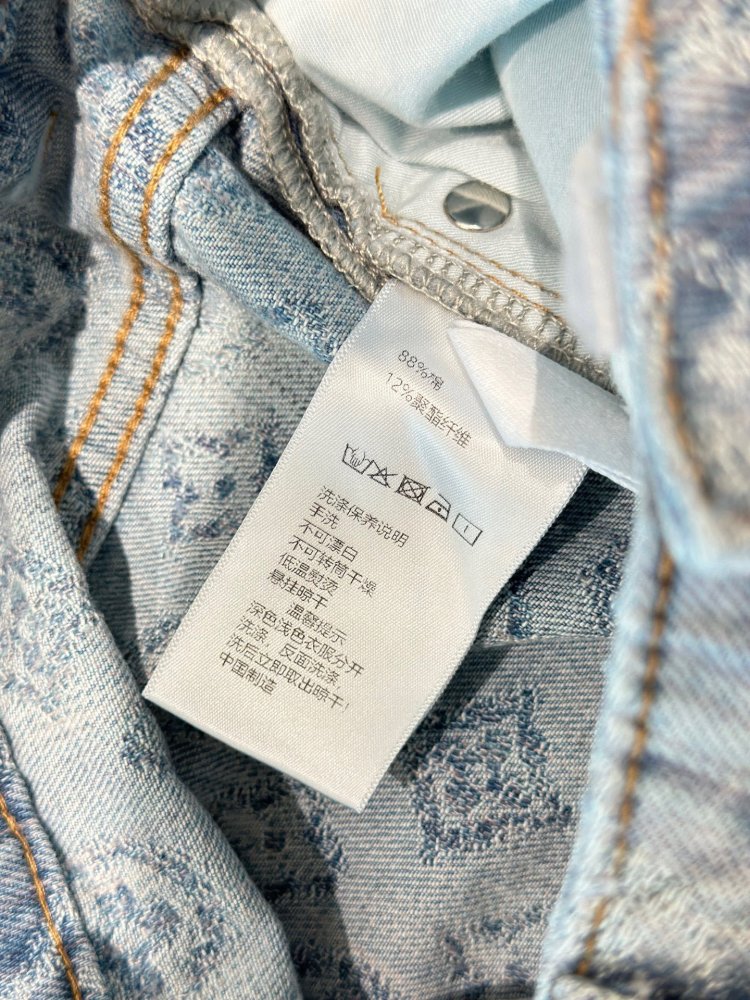 88%棉
12%聚酯纤维
洗涤保养说明
手洗
不可漂白
不可转筒干燥
低温熨烫
悬挂晾干
温馨提示
深色浅色衣服分开
洗涤，反面洗涤，
洗后立即取出晾干!
中国制造